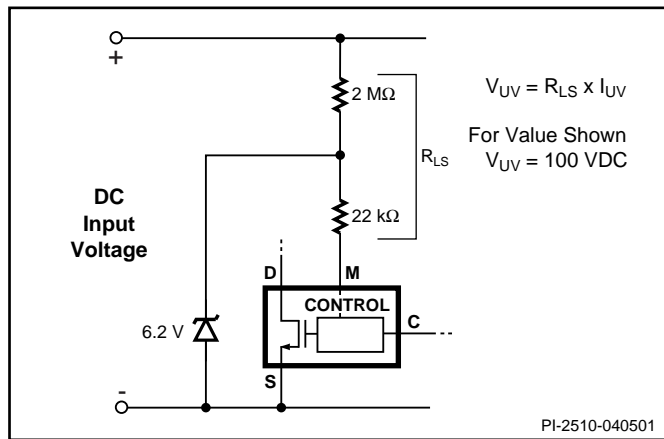 +
2 MΩ
V_UV = R_LS x I_UV
For Value Shown
V_UV = 100 VDC
R_LS
DC
Input
Voltage
22 kΩ
D
M
CONTROL
C
6.2 V
S
-
PI-2510-040501